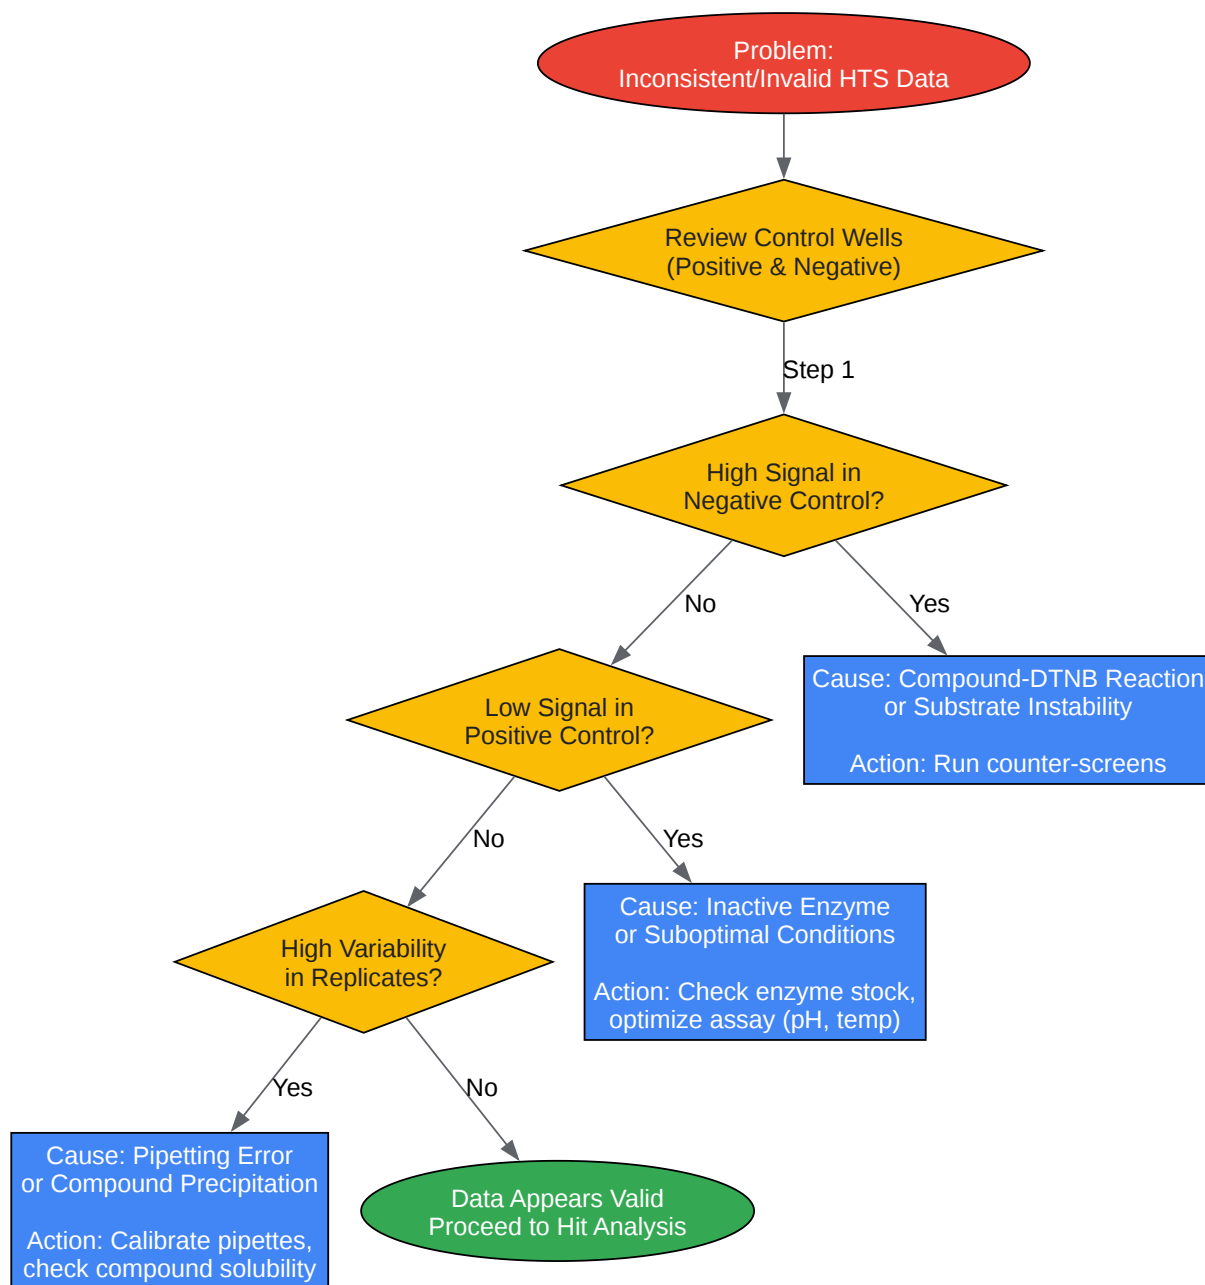 Problem:
Inconsistent/Invalid HTS Data
Review Control Wells
(Positive & Negative)
Step 1
High Signal in
Negative Control?
No
Yes
Low Signal in
Positive Control?
Cause: Compound-DTNB Reaction
or Substrate Instability
Action: Run counter-screens
No
Yes
High Variability
in Replicates?
Cause: Inactive Enzyme
or Suboptimal Conditions
Action: Check enzyme stock,
optimize assay (pH, temp)
Yes
No
Cause: Pipetting Error
or Compound Precipitation
Action: Calibrate pipettes,
check compound solubility
Data Appears Valid
Proceed to Hit Analysis